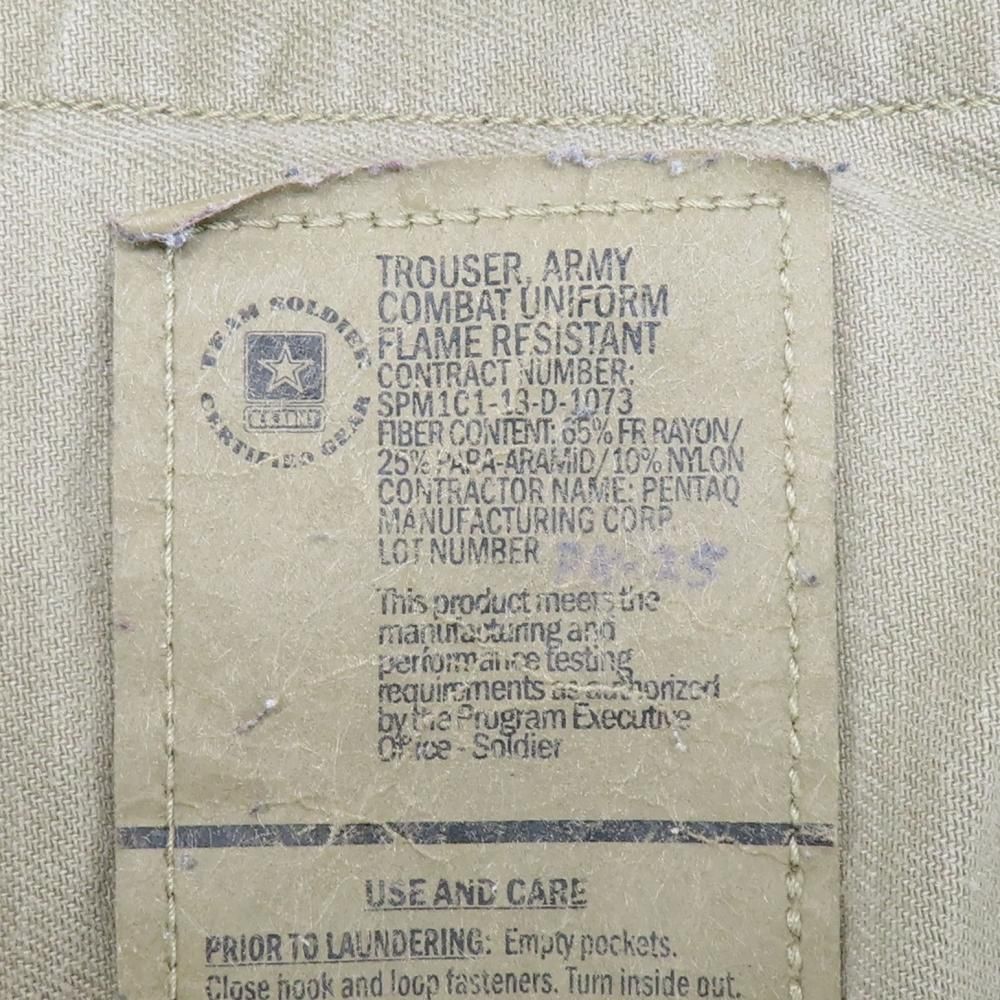 TEAM SOLDIER
CERTIFIED GEAR
TROUSER, ARMY
COMBAT UNIFORM
FLAME RESISTANT
CONTRACT NUMBER:
SPM1C1-13-D-1073
FIBER CONTENT: 65% FR RAYON/
25% PARA-ARAMID/10% NYLON
CONTRACTOR NAME: PENTAQ
MANUFACTURING CORP.
LOT NUMBER
This product meets the
manufacturing and
performance testing
requirements as authorized
by the Program Executive
Office - Soldier
USE AND CARE
PRIOR TO LAUNDERING: Empty pockets.
Close hook and loop fasteners. Turn inside out.